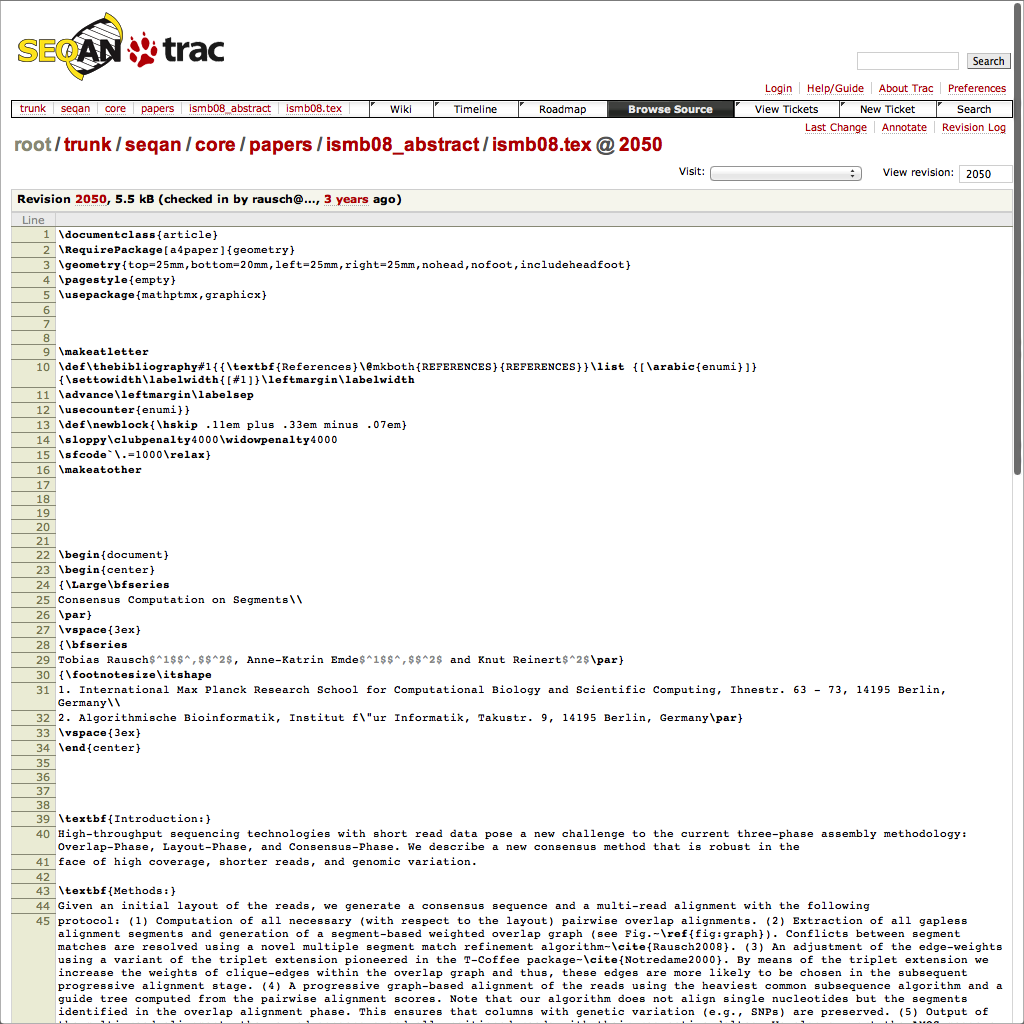 SEQAN trac
Search
Login Help/Guide About Trac Preferences
trunk seqan core papers ismb08_abstract ismb08.tex Wiki Timeline Roadmap Browse Source View Tickets New Ticket Search
Last Change Annotate Revision Log
root/trunk/seqan/core/papers/ismb08_abstract/ismb08.tex @ 2050
Visit: View revision: 2050
Revision 2050, 5.5 kB (checked in by rausch@..., 3 years ago)
Line
1 \documentclass{article}
2 \RequirePackage[a4paper]{geometry}
3 \geometry{top=25mm,bottom=20mm,left=25mm,right=25mm,nohead,nofoot,includeheadfoot}
4 \pagestyle{empty}
5 \usepackage{mathptmx,graphicx}
6
7
8
9 \makeatletter
10 \def\thebibliography#1{{\textbf{References}\@mkboth{REFERENCES}{REFERENCES}}\list {[\arabic{enumi}]}
{\settowidth\labelwidth{[#1]}\leftmargin\labelwidth
11 \advance\leftmargin\labelsep
12 \usecounter{enumi}}
13 \def\newblock{\hskip .11em plus .33em minus .07em}
14 \sloppy\clubpenalty4000\widowpenalty4000
15 \sfcode`\.=1000\relax}
16 \makeatother
17
18
19
20
21
22 \begin{document}
23 \begin{center}
24 {\Large\bfseries
25 Consensus Computation on Segments\\
26 \par}
27 \vspace{3ex}
28 {\bfseries
29 Tobias Rausch$^1$$^,$$^2$, Anne-Katrin Emde$^1$$^,$$^2$ and Knut Reinert$^2$\par}
30 {\footnotesize\itshape
31 1. International Max Planck Research School for Computational Biology and Scientific Computing, Ihnestr. 63 - 73, 14195 Berlin,
Germany\\
32 2. Algorithmische Bioinformatik, Institut f\"ur Informatik, Takustr. 9, 14195 Berlin, Germany\par}
33 \vspace{3ex}
34 \end{center}
35
36
37
38
39 \textbf{Introduction:}
40 High-throughput sequencing technologies with short read data pose a new challenge to the current three-phase assembly methodology:
Overlap-Phase, Layout-Phase, and Consensus-Phase. We describe a new consensus method that is robust in the
41 face of high coverage, shorter reads, and genomic variation.
42
43 \textbf{Methods:}
44 Given an initial layout of the reads, we generate a consensus sequence and a multi-read alignment with the following
45 protocol: (1) Computation of all necessary (with respect to the layout) pairwise overlap alignments. (2) Extraction of all gapless
alignment segments and generation of a segment-based weighted overlap graph (see Fig.~\ref{fig:graph}). Conflicts between segment
matches are resolved using a novel multiple segment match refinement algorithm~\cite{Rausch2008}. (3) An adjustment of the edge-weights
using a variant of the triplet extension pioneered in the T-Coffee package~\cite{Notredame2000}. By means of the triplet extension we
increase the weights of clique-edges within the overlap graph and thus, these edges are more likely to be chosen in the subsequent
progressive alignment stage. (4) A progressive graph-based alignment of the reads using the heaviest common subsequence algorithm and a
guide tree computed from the pairwise alignment scores. Note that our algorithm does not align single nucleotides but the segments
identified in the overlap alignment phase. This ensures that columns with genetic variation (e.g., SNPs) are preserved. (5) Output of